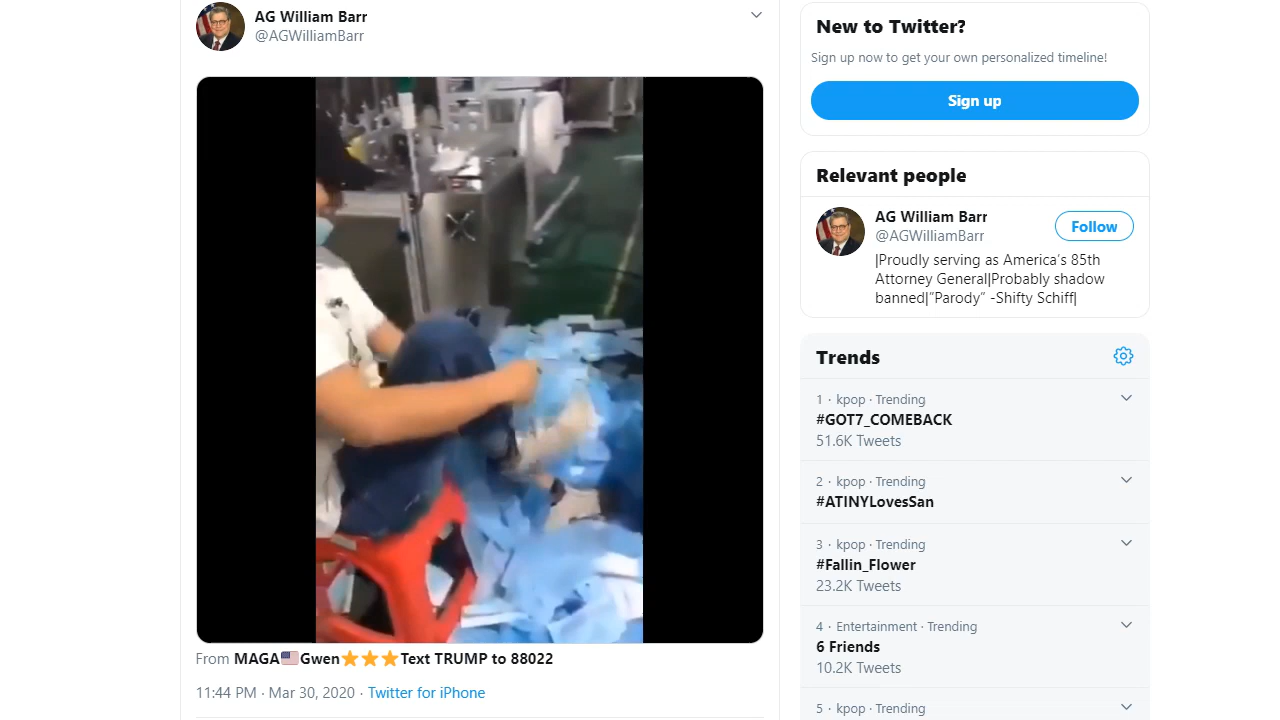 AG William Barr
@AGWilliamBarr
From MAGA🇺🇸Gwen⭐⭐⭐Text TRUMP to 88022
11:44 PM · Mar 30, 2020 · Twitter for iPhone
New to Twitter?
Sign up now to get your own personalized timeline!
Sign up
Relevant people
AG William Barr
@AGWilliamBarr
Follow
|Proudly serving as America's 85th
Attorney General|Probably shadow
banned|"Parody" -Shifty Schiff|
Trends
1 · kpop · Trending
#GOT7_COMEBACK
51.6K Tweets
2 · kpop · Trending
#ATINYLovesSan
3 · kpop · Trending
#Fallin_Flower
23.2K Tweets
4 · Entertainment · Trending
6 Friends
10.2K Tweets
5 · kpop · Trending